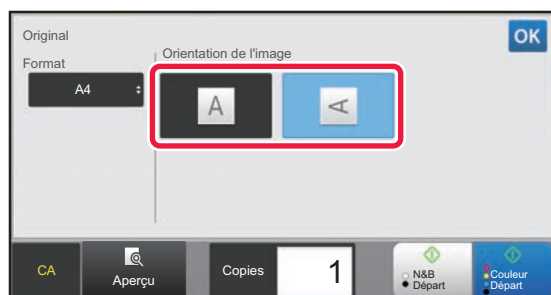 Original
OK
Orientation de l'image
Format
A4
A
A
CA
Aperçu
Copies
1
N&B
Départ
Couleur
Départ